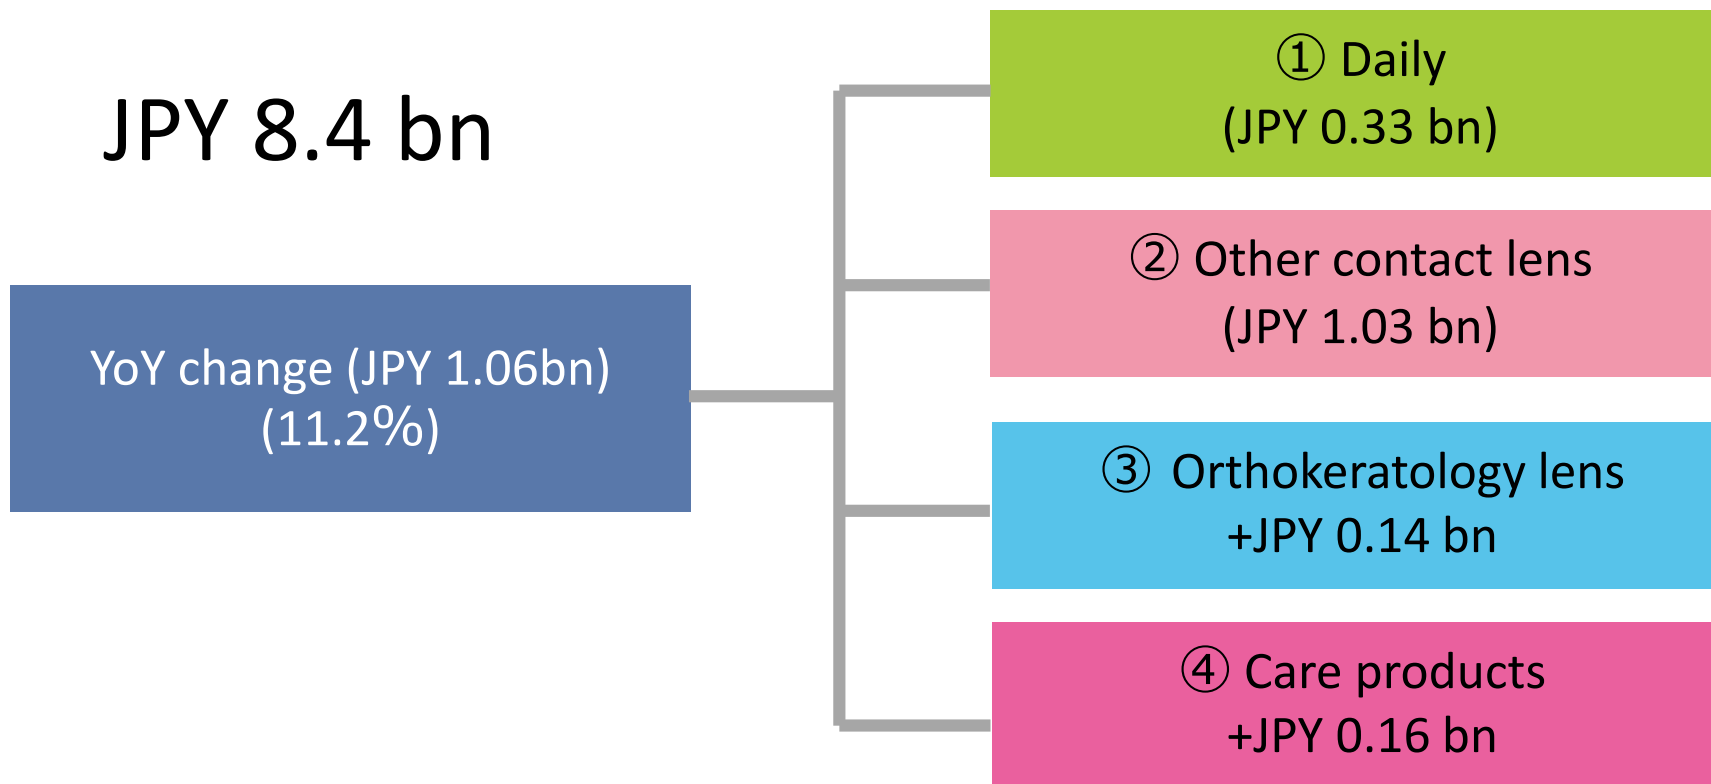 JPY 8.4 bn
YoY change (JPY 1.06bn)
(11.2%)
① Daily
(JPY 0.33 bn)
② Other contact lens
(JPY 1.03 bn)
③ Orthokeratology lens
+JPY 0.14 bn
④ Care products
+JPY 0.16 bn